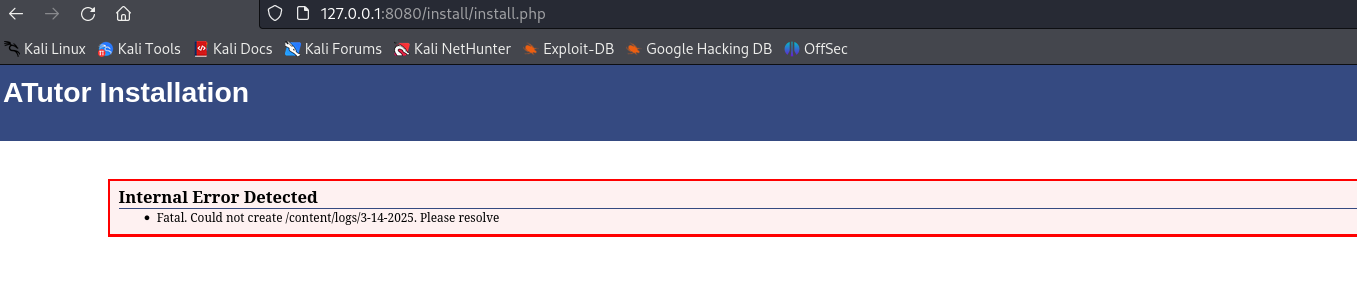 127.0.0.1:8080/install/install.php
Kali Linux Kali Tools Kali Docs Kali Forums Kali NetHunter Exploit-DB Google Hacking DB OffSec
ATutor Installation
Internal Error Detected
• Fatal. Could not create /content/logs/3-14-2025. Please resolve